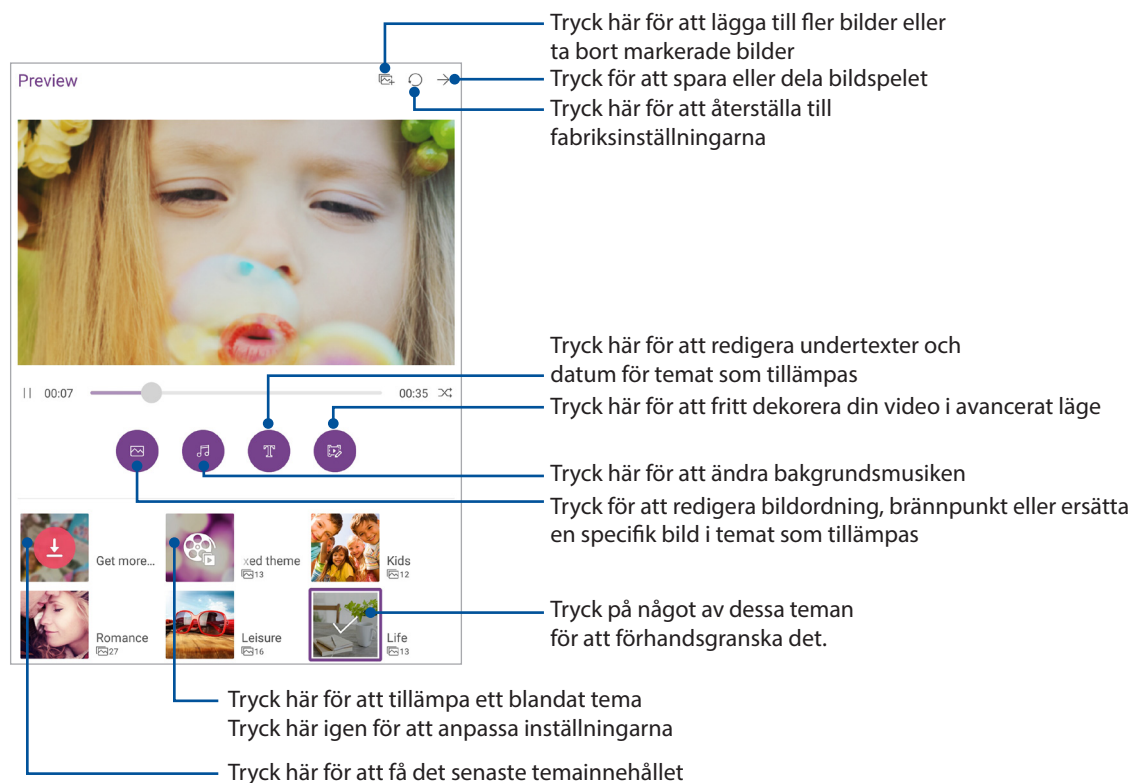 Tryck här för att lägga till fler bilder eller
ta bort markerade bilder
Preview
Tryck för att spara eller dela bildspelet
Tryck här för att återställa till
fabriksinställningarna
Tryck här för att redigera undertexter och
datum för temat som tillämpas
00:07
00:35
Tryck här för att fritt dekorera din video i avancerat läge
T
Tryck här för att ändra bakgrundsmusiken
Tryck för att redigera bildordning, brännpunkt eller ersätta
en specifik bild i temat som tillämpas
Get more...
xed theme
13
Kids
12
Tryck på något av dessa teman
för att förhandsgranska det.
Romance
27
Leisure
16
Life
13
Tryck här för att tillämpa ett blandat tema
Tryck här igen för att anpassa inställningarna
Tryck här för att få det senaste temainnehållet